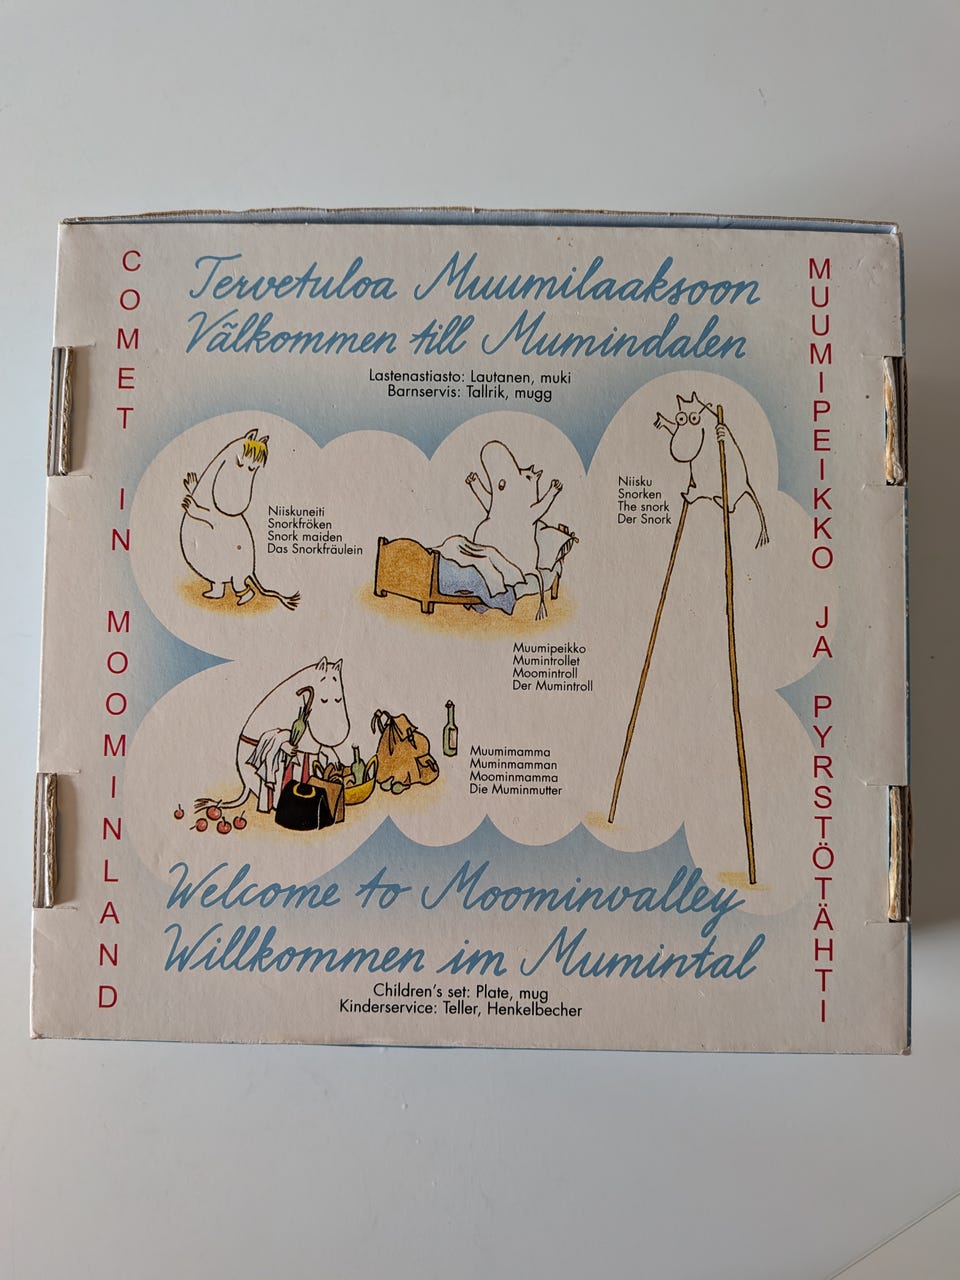 Tervetuloa Muumilaaksoon
Välkommen till Mumindalen
Lastenastiasto: Lautanen, muki
Barnservis: Tallrik, mugg
COMET IN MOOMINLAND
MUUMIPEIKKO JA PYRSTÖTÄHTI
Niiskuneiti
Snorkfröken
Snork maiden
Das Snorkfräulein
Niisku
Snorken
The snork
Der Snork
Muumipeikko
Mumintrollet
Moomintroll
Der Mumintroll
Muumimamma
Muminmamman
Moominmamma
Die Muminmutter
Welcome to Moominvalley
Willkommen im Mumintal
Children's set: Plate, mug
Kinderservice: Teller, Henkelbecher